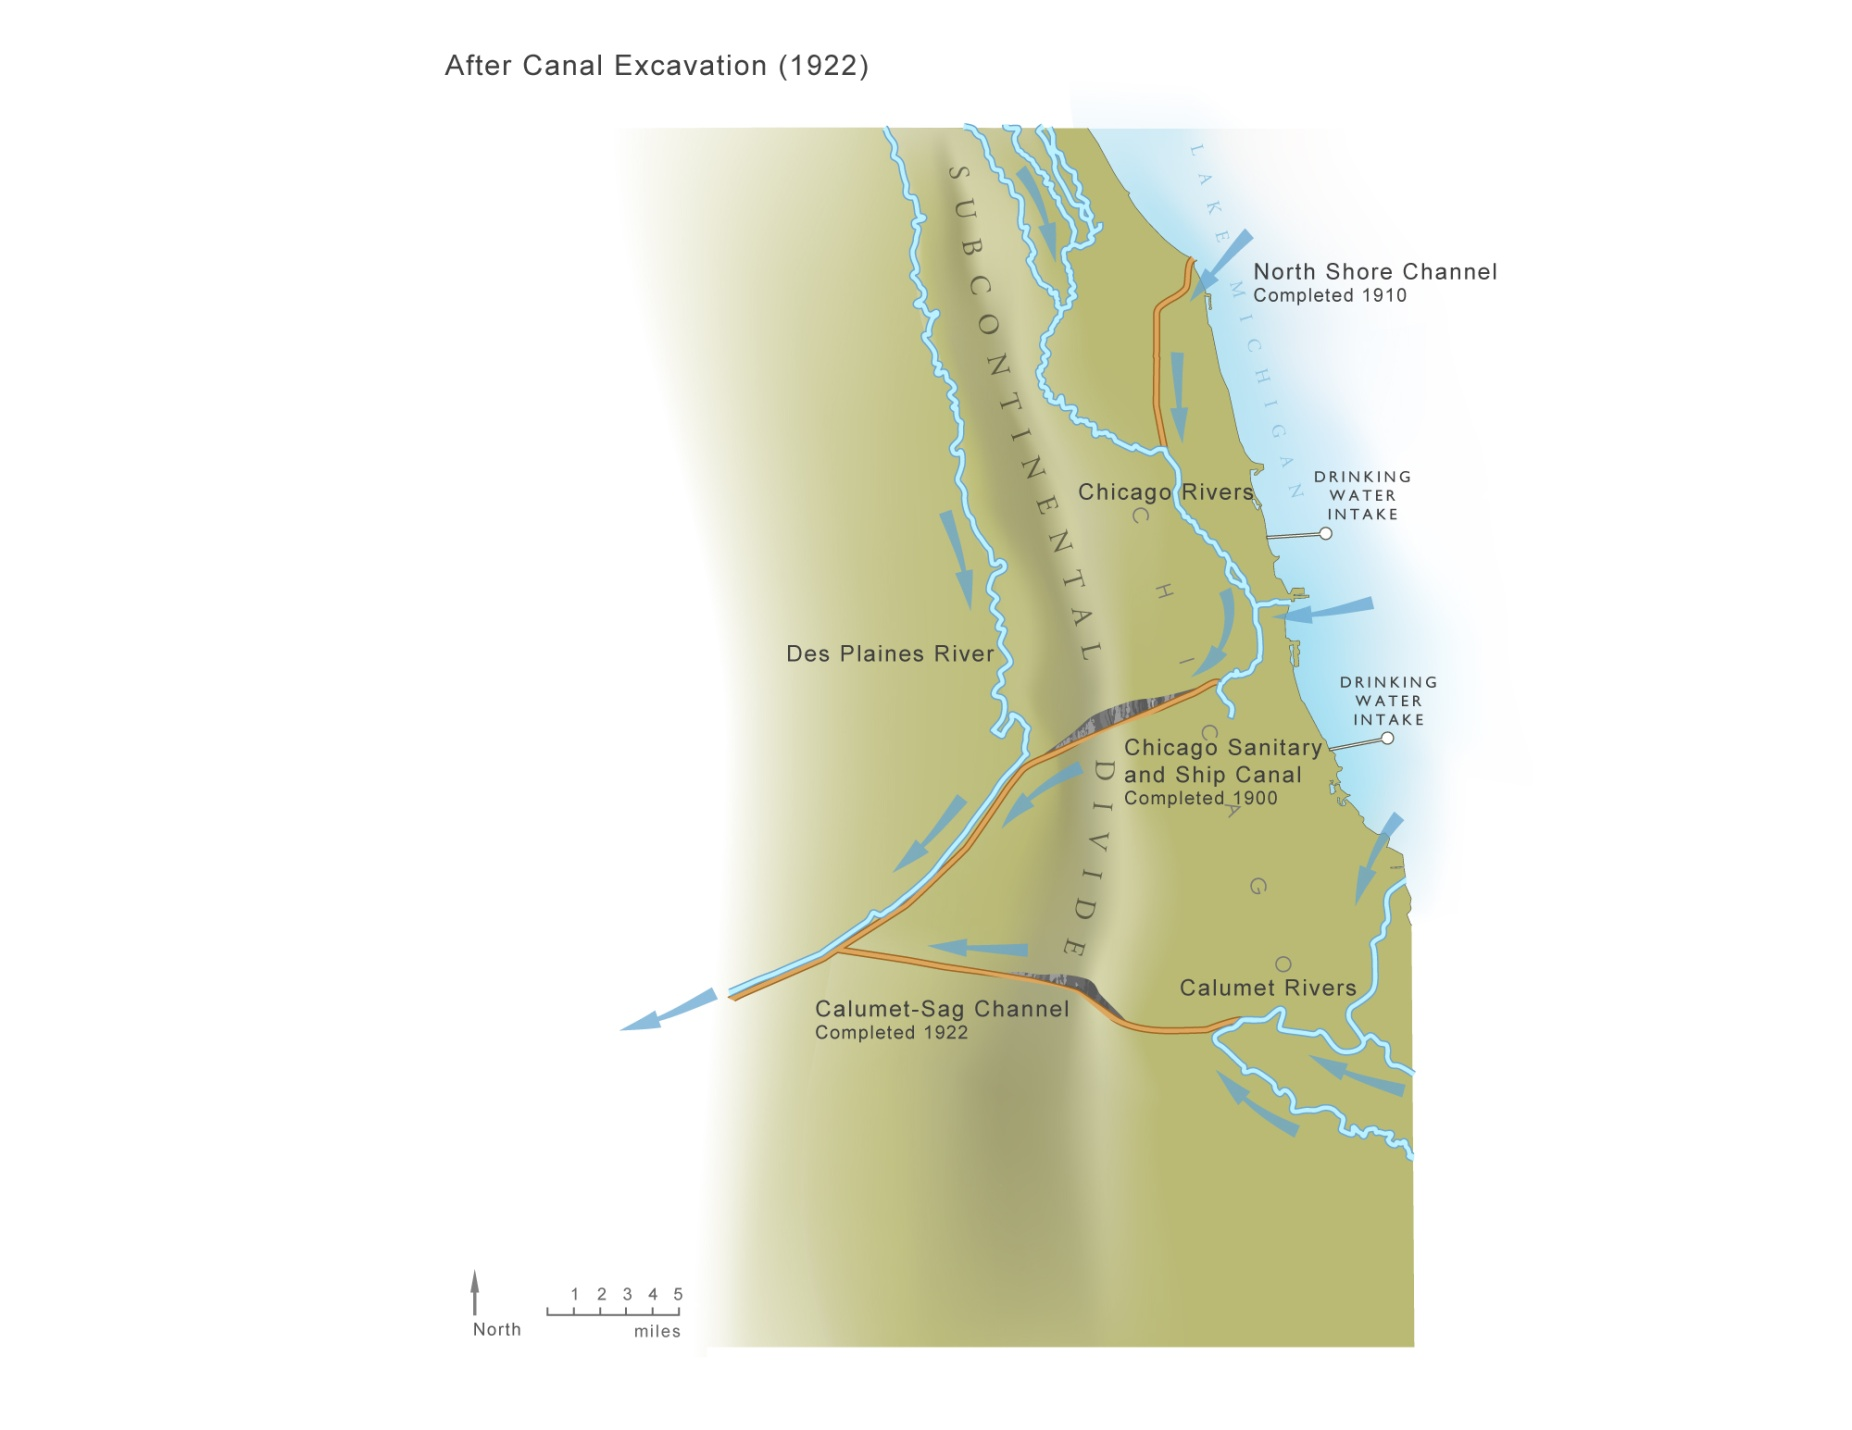 After Canal Excavation (1922)
SUBCONTINENTAL DIVIDE
LAKE MICHIGAN
North Shore Channel
Completed 1910
DRINKING
WATER
INTAKE
Chicago Rivers
CHICAGO
Des Plaines River
DRINKING
WATER
INTAKE
Chicago Sanitary
and Ship Canal
Completed 1900
Calumet Rivers
Calumet-Sag Channel
Completed 1922
1 2 3 4 5
miles
North